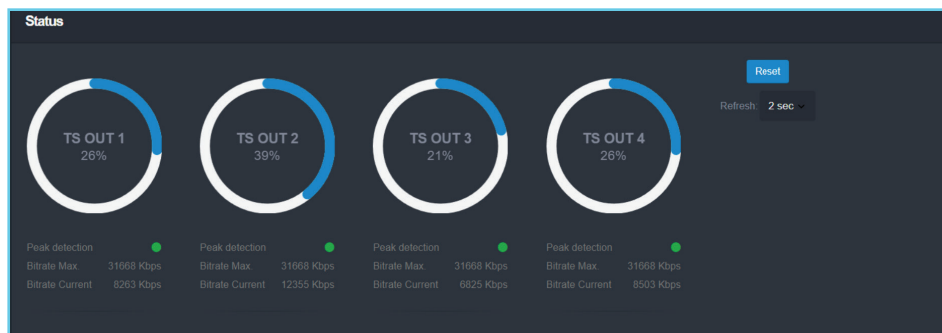 Status
TS OUT 1
26%
Peak detection
Bitrate Max. 31668 Kbps
Bitrate Current 8263 Kbps
TS OUT 2
39%
Peak detection
Bitrate Max. 31668 Kbps
Bitrate Current 12355 Kbps
TS OUT 3
21%
Peak detection
Bitrate Max. 31668 Kbps
Bitrate Current 6825 Kbps
TS OUT 4
26%
Peak detection
Bitrate Max. 31668 Kbps
Bitrate Current 8503 Kbps
Reset
Refresh: 2 sec